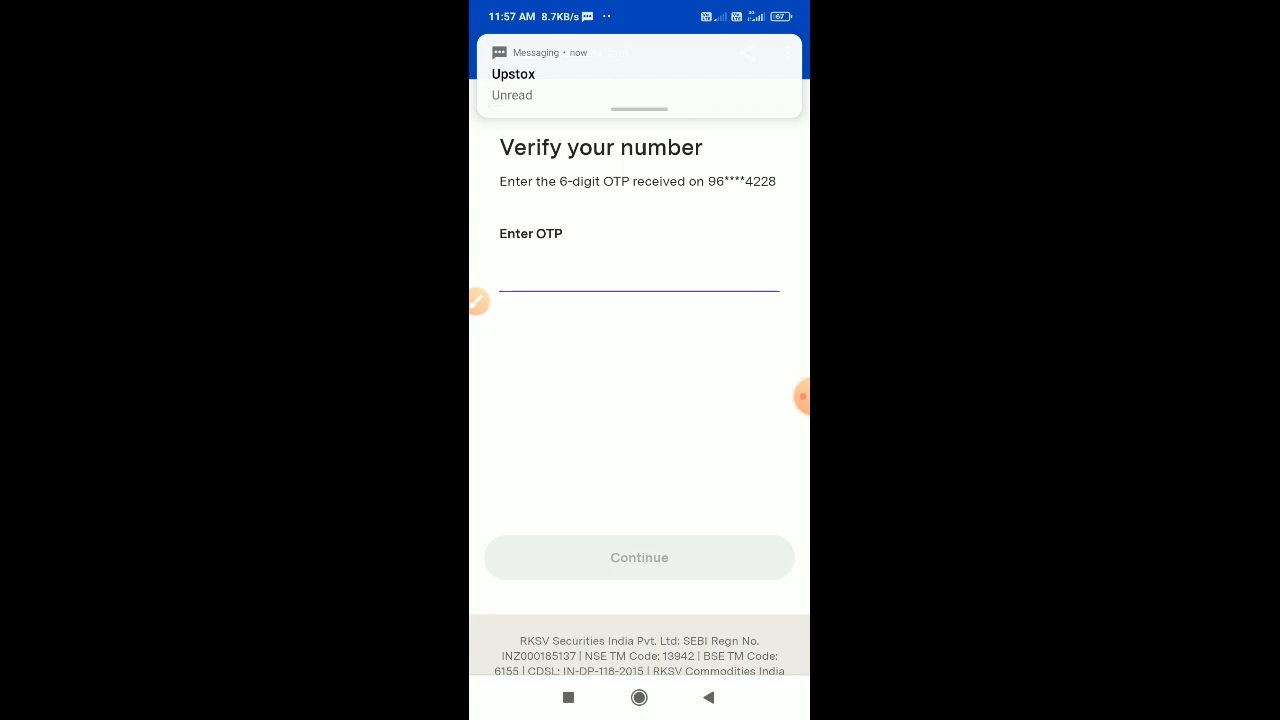 11:57 AM 8.7KB/s
4G 67
Messaging • now
Upstox
Unread
Verify your number
Enter the 6-digit OTP received on 96****4228
Enter OTP
Continue
RKSV Securities India Pvt. Ltd: SEBI Regn No.
INZ000185137 | NSE TM Code: 13942 | BSE TM Code:
6155 | CDSL: IN-DP-118-2015 | RKSV Commodities India